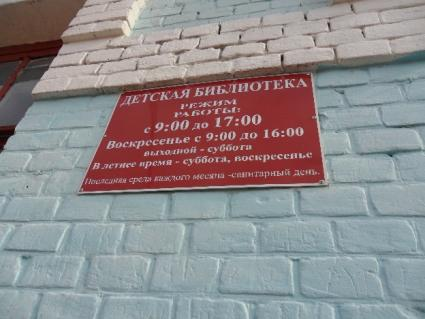 ДЕТСКАЯ БИБЛИОТЕКА
РЕЖИМ
РАБОТЫ:
с 9:00 до 17:00
Воскресенье с 9:00 до 16:00
выходной - суббота
В летнее время - суббота, воскресенье
Последняя среда каждого месяца -санитарный день.